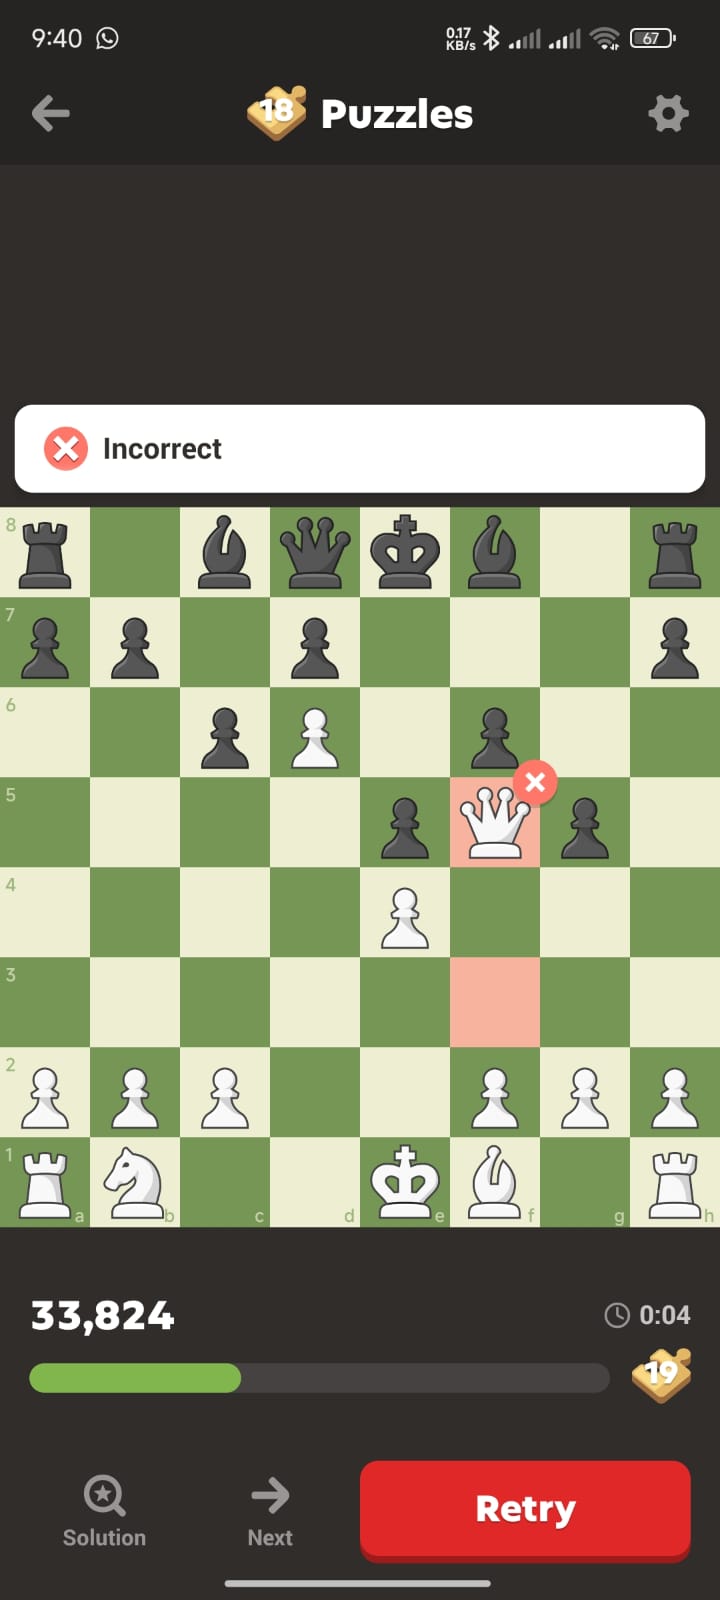 9:40
0.17 KB/s
67
18 Puzzles
Incorrect
8
7
6
5
4
3
2
1
a b c d e f g h
33,824
0:04
19
Solution
Next
Retry